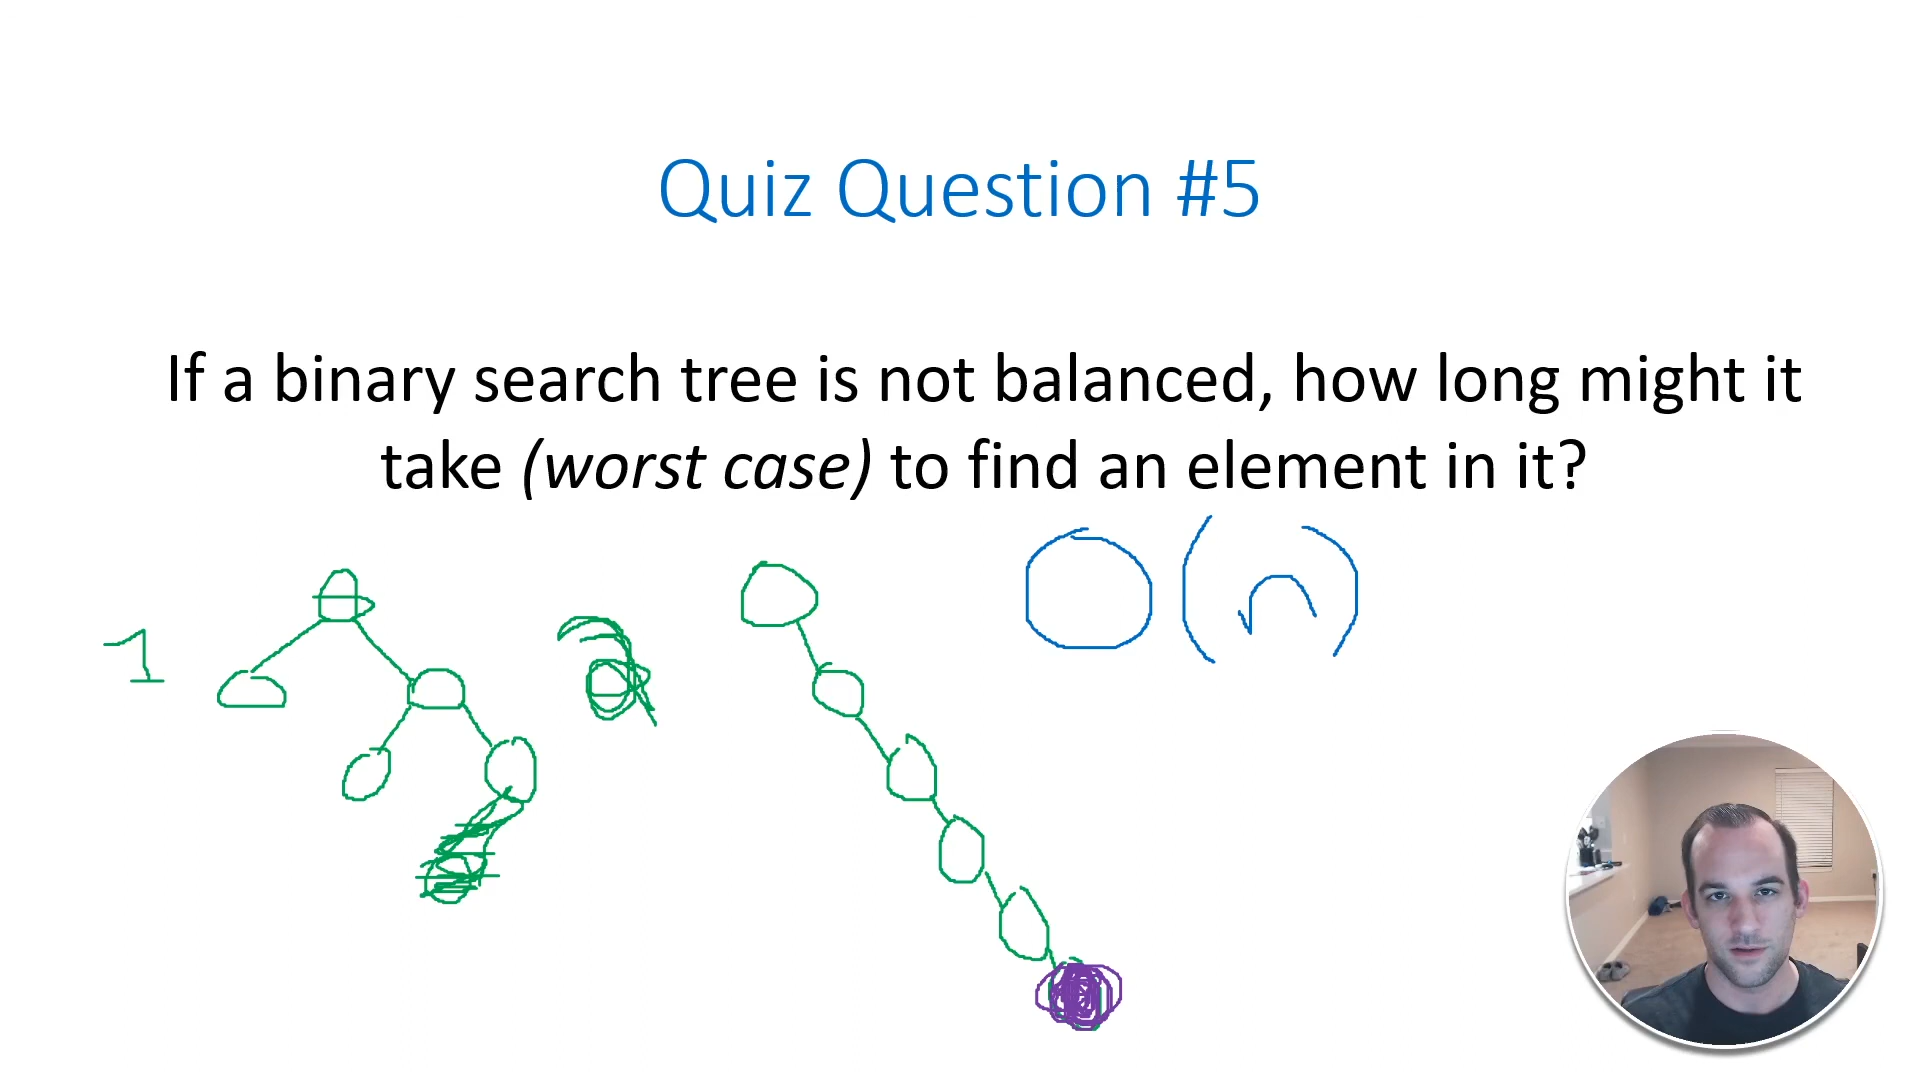 Quiz Question #5
If a binary search tree is not balanced, how long might it
take (worst case) to find an element in it?
O(n)
1